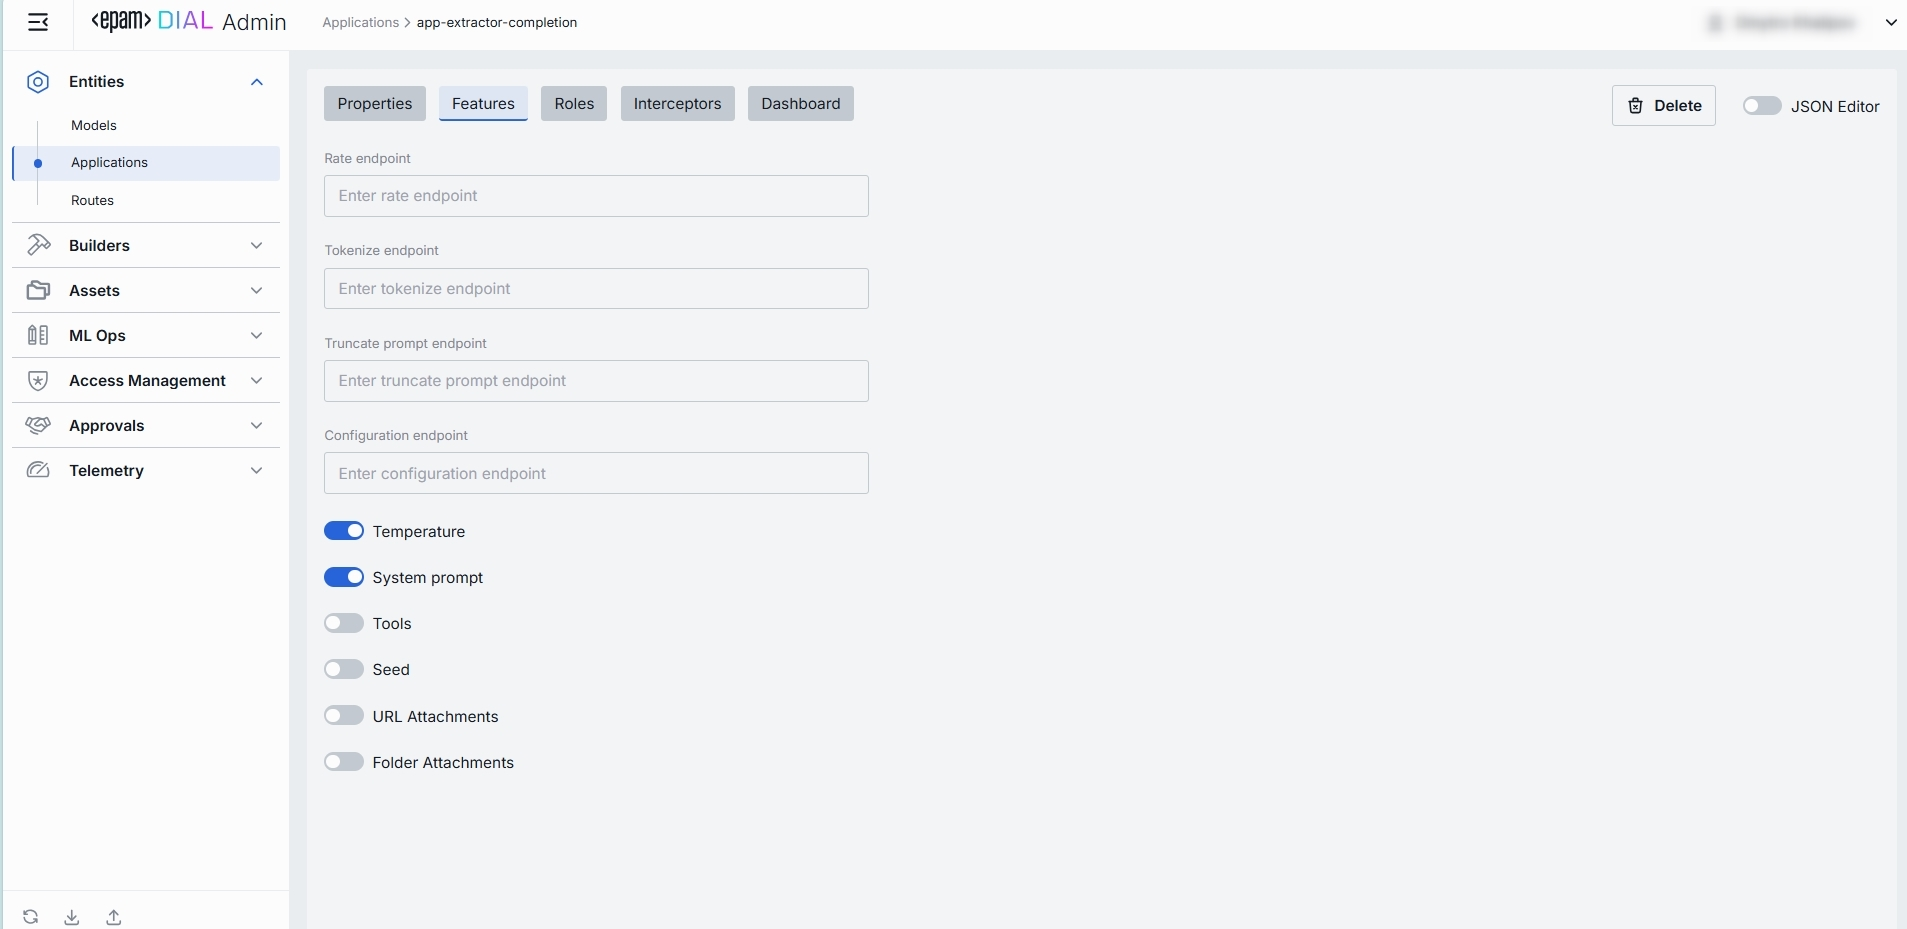 <epam> DIAL Admin
Applications > app-extractor-completion
Entities
Models
Applications
Routes
Builders
Assets
ML Ops
Access Management
Approvals
Telemetry
Properties
Features
Roles
Interceptors
Dashboard
Delete
JSON Editor
Rate endpoint
Enter rate endpoint
Tokenize endpoint
Enter tokenize endpoint
Truncate prompt endpoint
Enter truncate prompt endpoint
Configuration endpoint
Enter configuration endpoint
Temperature
System prompt
Tools
Seed
URL Attachments
Folder Attachments